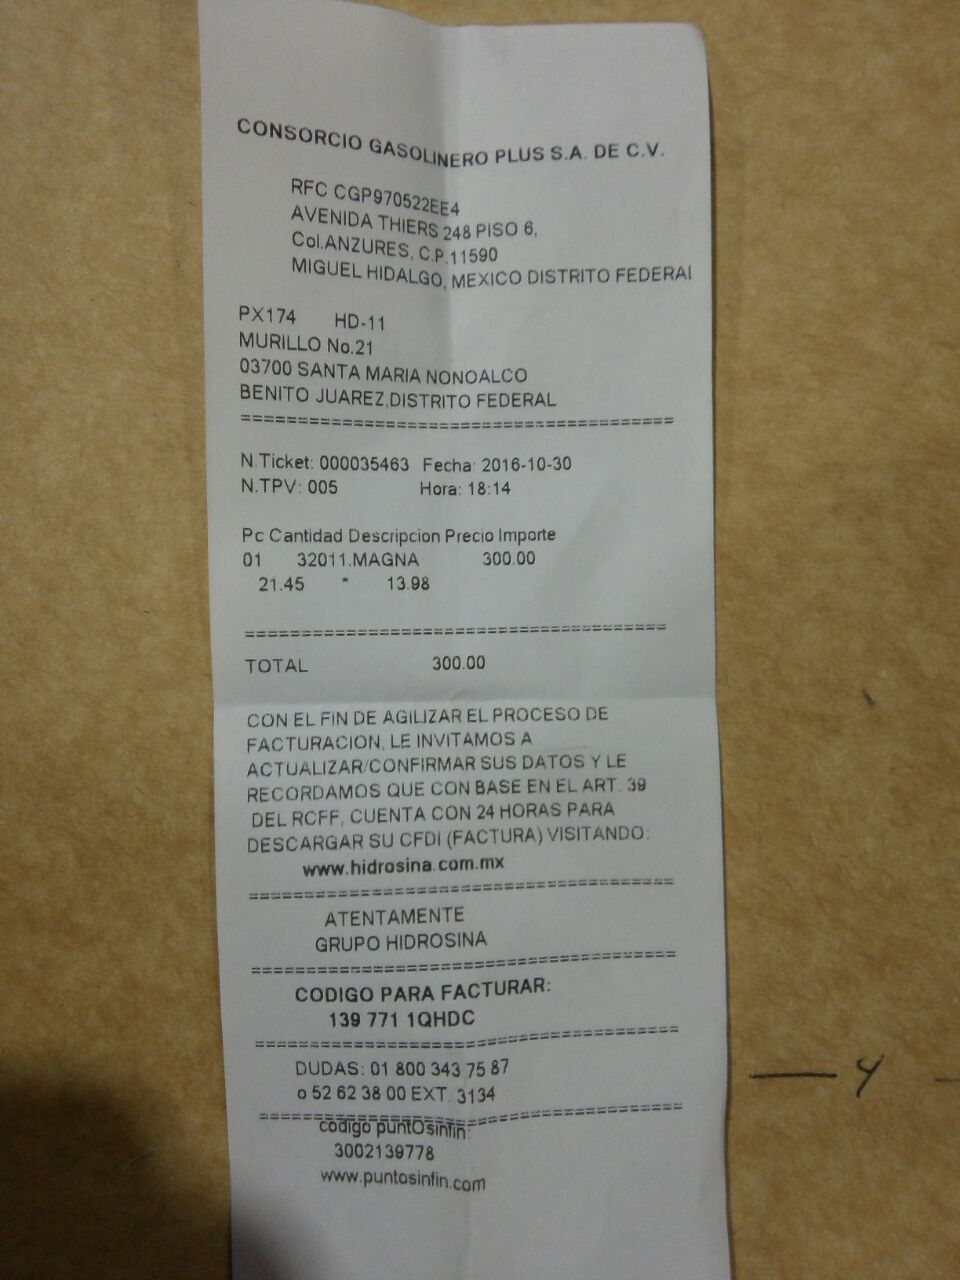 CONSORCIO GASOLINERO PLUS S.A. DE C.V.
RFC CGP970522EE4
AVENIDA THIERS 248 PISO 6,
Col.ANZURES, C.P.11590
MIGUEL HIDALGO, MEXICO DISTRITO FEDERAL
PX174 HD-11
MURILLO No.21
03700 SANTA MARIA NONOALCO
BENITO JUAREZ,DISTRITO FEDERAL
========================================
N.Ticket: 000035463 Fecha: 2016-10-30
N.TPV: 005 Hora: 18:14
Pc Cantidad Descripcion Precio Importe
01 32011.MAGNA 300.00
21.45 * 13.98
========================================
TOTAL 300.00
CON EL FIN DE AGILIZAR EL PROCESO DE
FACTURACION, LE INVITAMOS A
ACTUALIZAR/CONFIRMAR SUS DATOS Y LE
RECORDAMOS QUE CON BASE EN EL ART. 39
DEL RCFF, CUENTA CON 24 HORAS PARA
DESCARGAR SU CFDI (FACTURA) VISITANDO:
www.hidrosina.com.mx
========================================
ATENTAMENTE
GRUPO HIDROSINA
========================================
CODIGO PARA FACTURAR:
139 771 1QHDC
========================================
DUDAS: 01 800 343 75 87
o 52 62 38 00 EXT. 3134
========================================
codigo puntOsinfin:
3002139778
www.puntosinfin.com